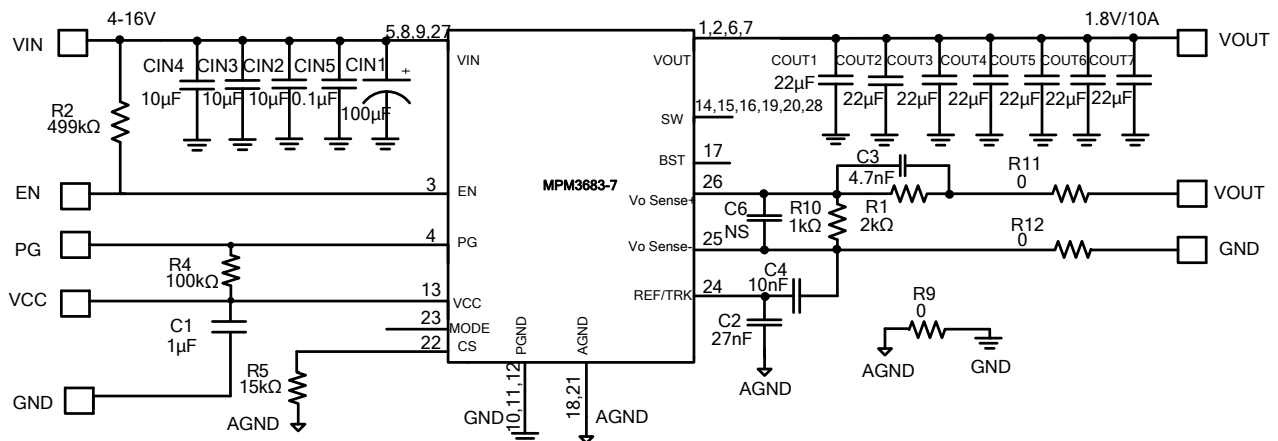 4-16V
5,8,9,27
1,2,6,7
1.8V/10A
VIN
VIN
VOUT
VOUT
CIN4
CIN3
CIN2
CIN5
CIN1
+
10µF
10µF
10µF
0.1µF
100µF
COUT1
COUT2
COUT3
COUT4
COUT5
COUT6
COUT7
22µF
22µF
22µF
22µF
22µF
22µF
22µF
R2
499kΩ
SW
14,15,16,19,20,28
BST
17
MPM3683-7
EN
3
EN
Vo Sense+
26
C3
4.7nF
R11
0
VOUT
C6
NS
R10
1kΩ
R1
2kΩ
PG
4
PG
Vo Sense-
25
R12
0
GND
R4
100kΩ
C4
10nF
VCC
13
VCC
REF/TRK
24
C1
1µF
23
MODE
22
CS
C2
27nF
R9
0
R5
15kΩ
PGND
AGND
AGND
GND
AGND
GND
AGND
GND
10,11,12
18,21
AGND